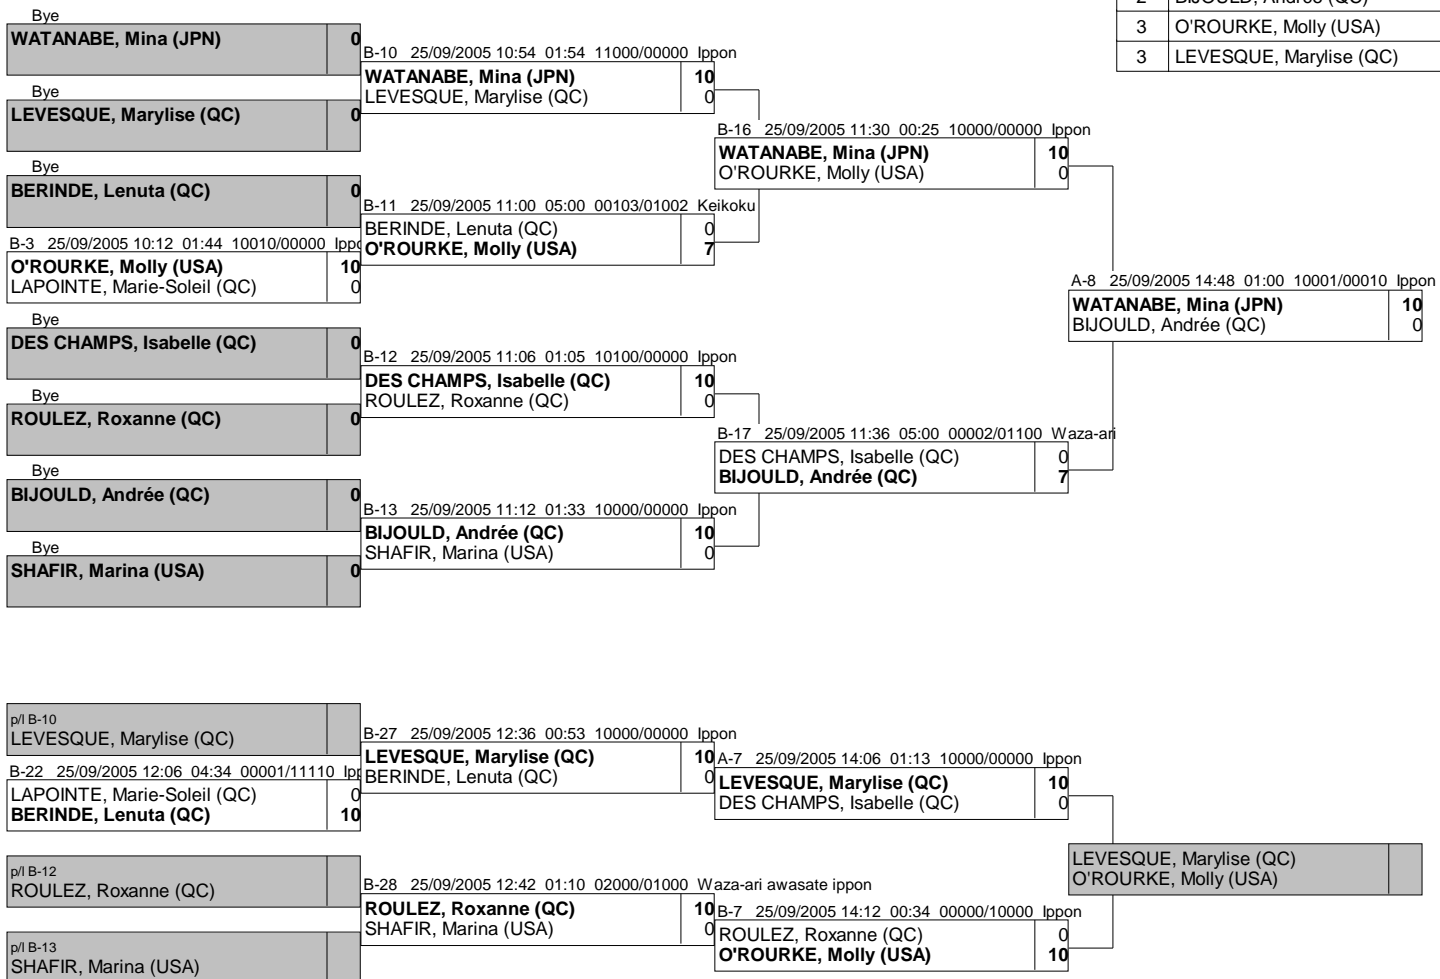 2 BIJOULD, Andrée (QC)
3 O'ROURKE, Molly (USA)
3 LEVESQUE, Marylise (QC)
Bye
WATANABE, Mina (JPN) 0
Bye
LEVESQUE, Marylise (QC) 0
Bye
BERINDE, Lenuta (QC) 0
B-3 25/09/2005 10:12 01:44 10010/00000 Ippo
O'ROURKE, Molly (USA) 10
LAPOINTE, Marie-Soleil (QC) 0
Bye
DES CHAMPS, Isabelle (QC) 0
Bye
ROULEZ, Roxanne (QC) 0
Bye
BIJOULD, Andrée (QC) 0
Bye
SHAFIR, Marina (USA) 0
B-10 25/09/2005 10:54 01:54 11000/00000 Ippon
WATANABE, Mina (JPN) 10
LEVESQUE, Marylise (QC) 0
B-11 25/09/2005 11:00 05:00 00103/01002 Keikoku
BERINDE, Lenuta (QC) 0
O'ROURKE, Molly (USA) 7
B-12 25/09/2005 11:06 01:05 10100/00000 Ippon
DES CHAMPS, Isabelle (QC) 10
ROULEZ, Roxanne (QC) 0
B-13 25/09/2005 11:12 01:33 10000/00000 Ippon
BIJOULD, Andrée (QC) 10
SHAFIR, Marina (USA) 0
B-16 25/09/2005 11:30 00:25 10000/00000 Ippon
WATANABE, Mina (JPN) 10
O'ROURKE, Molly (USA) 0
B-17 25/09/2005 11:36 05:00 00002/01100 Waza-ari
DES CHAMPS, Isabelle (QC) 0
BIJOULD, Andrée (QC) 7
A-8 25/09/2005 14:48 01:00 10001/00010 Ippon
WATANABE, Mina (JPN) 10
BIJOULD, Andrée (QC) 0
p/l B-10
LEVESQUE, Marylise (QC)
B-22 25/09/2005 12:06 04:34 00001/11110 Ipp
LAPOINTE, Marie-Soleil (QC) 0
BERINDE, Lenuta (QC) 10
p/l B-12
ROULEZ, Roxanne (QC)
p/l B-13
SHAFIR, Marina (USA)
B-27 25/09/2005 12:36 00:53 10000/00000 Ippon
LEVESQUE, Marylise (QC) 10
BERINDE, Lenuta (QC) 0
B-28 25/09/2005 12:42 01:10 02000/01000 Waza-ari awasate ippon
ROULEZ, Roxanne (QC) 10
SHAFIR, Marina (USA) 0
A-7 25/09/2005 14:06 01:13 10000/00000 Ippon
LEVESQUE, Marylise (QC) 10
DES CHAMPS, Isabelle (QC) 0
B-7 25/09/2005 14:12 00:34 00000/10000 Ippon
ROULEZ, Roxanne (QC) 0
O'ROURKE, Molly (USA) 10
LEVESQUE, Marylise (QC)
O'ROURKE, Molly (USA)